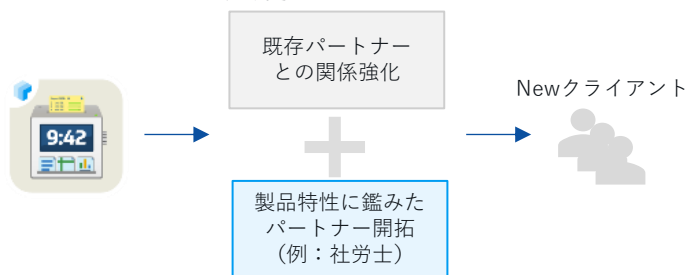 既存パートナー
との関係強化
Newクライアント
9:42
製品特性に鑑みた
パートナー開拓
（例：社労士）